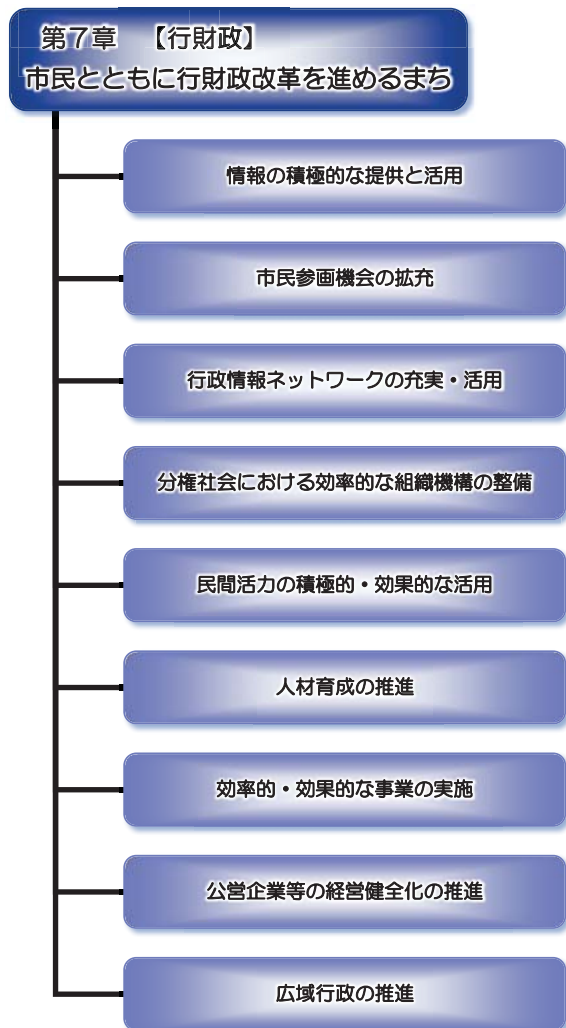 第7章　【行財政】
市民とともに行財政改革を進めるまち
情報の積極的な提供と活用
市民参画機会の拡充
行政情報ネットワークの充実・活用
分権社会における効率的な組織機構の整備
民間活力の積極的・効果的な活用
人材育成の推進
効率的・効果的な事業の実施
公営企業等の経営健全化の推進
広域行政の推進